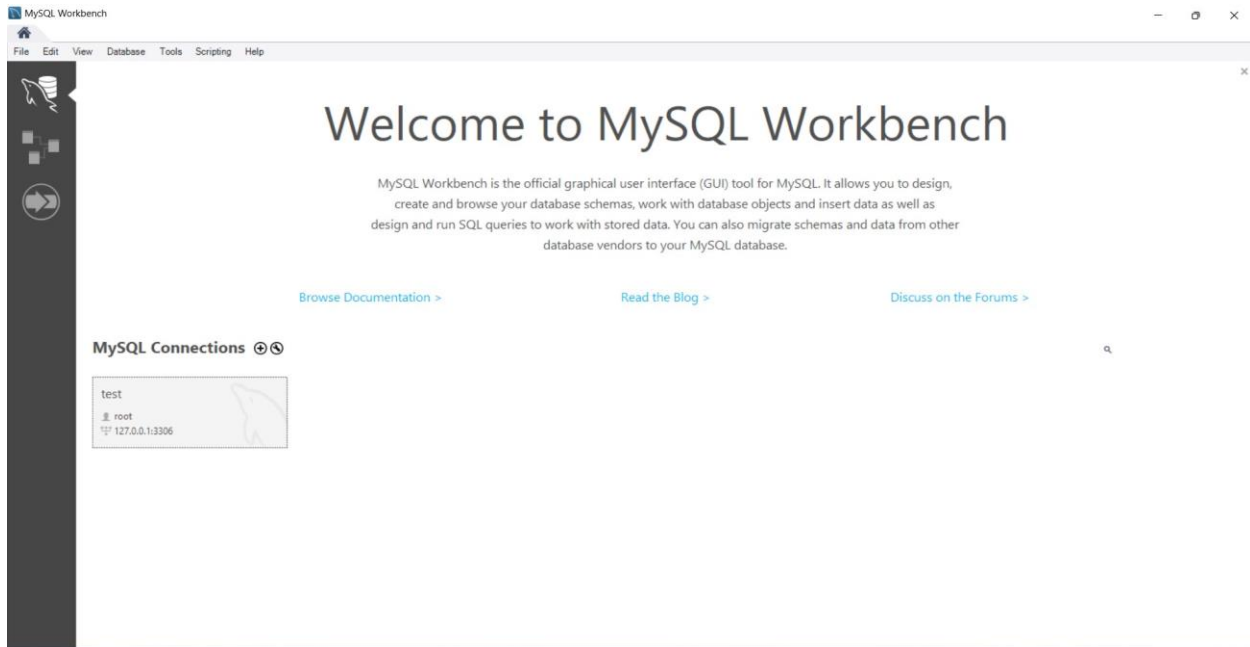 MySQL Workbench
File Edit View Database Tools Scripting Help
Welcome to MySQL Workbench
MySQL Workbench is the official graphical user interface (GUI) tool for MySQL. It allows you to design,
create and browse your database schemas, work with database objects and insert data as well as
design and run SQL queries to work with stored data. You can also migrate schemas and data from other
database vendors to your MySQL database.
Browse Documentation > Read the Blog > Discuss on the Forums >
MySQL Connections
test
root
127.0.0.1:3306